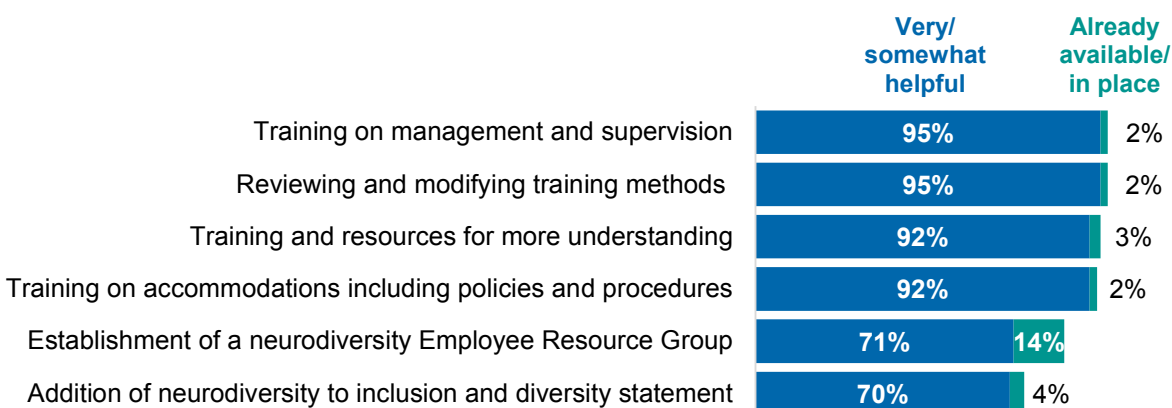 Very/
somewhat
helpful
Already
available/
in place
Training on management and supervision 95% 2%
Reviewing and modifying training methods 95% 2%
Training and resources for more understanding 92% 3%
Training on accommodations including policies and procedures 92% 2%
Establishment of a neurodiversity Employee Resource Group 71% 14%
Addition of neurodiversity to inclusion and diversity statement 70% 4%